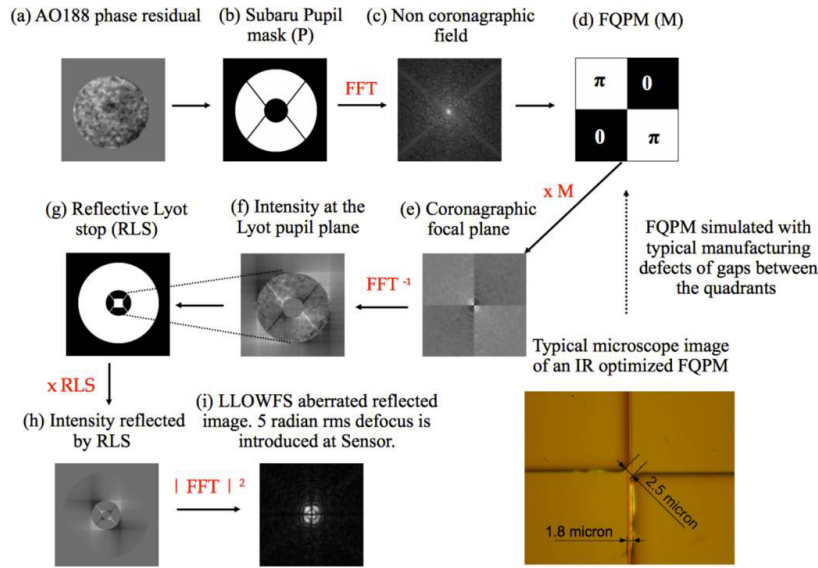 (a) AO188 phase residual
(b) Subaru Pupil
mask (P)
(c) Non coronagraphic
field
(d) FQPM (M)
FFT
π 0
0 π
x M
(g) Reflective Lyot
stop (RLS)
(f) Intensity at the
Lyot pupil plane
(e) Coronagraphic
focal plane
FQPM simulated with
typical manufacturing
defects of gaps between
the quadrants
FFT -1
Typical microscope image
of an IR optimized FQPM
x RLS
(h) Intensity reflected
by RLS
(i) LLOWFS aberrated reflected
image. 5 radian rms defocus is
introduced at Sensor.
| FFT | 2
2.5 micron
1.8 micron